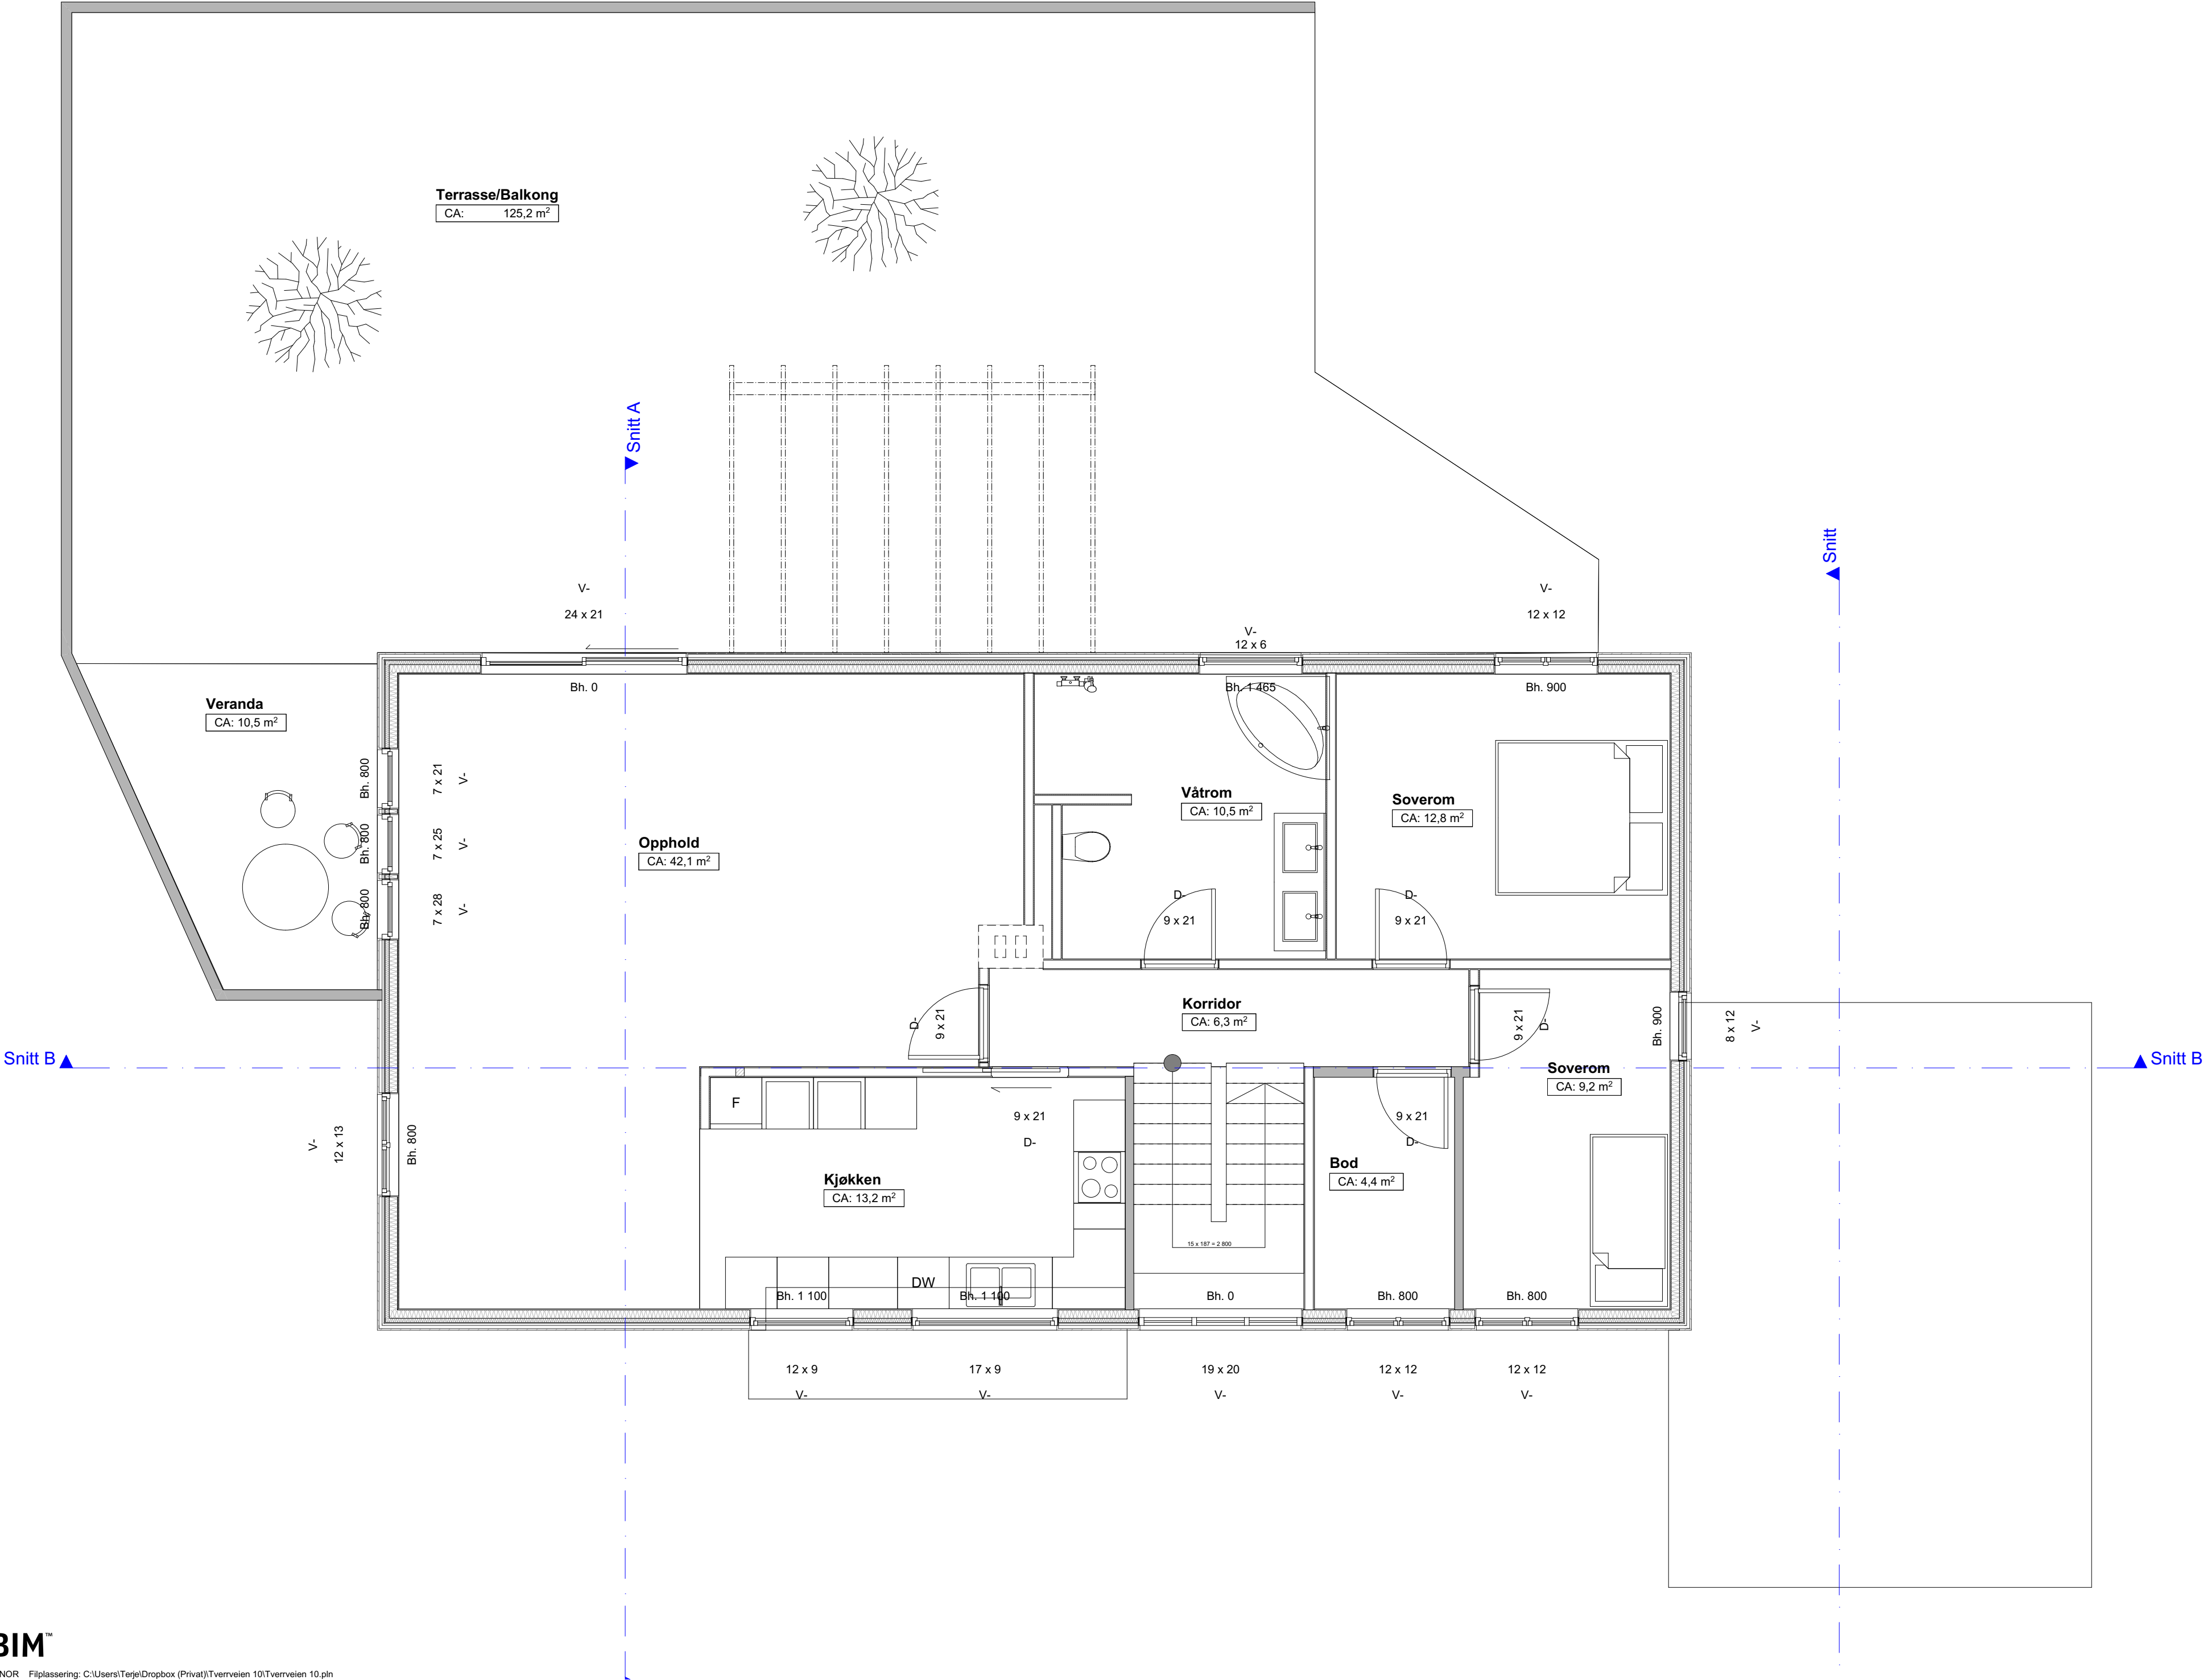 Terrasse/Balkong
CA: 125,2 m²
Snitt A
Snitt
V-
24 x 21
V-
12 x 6
V-
12 x 12
Bh. 0
Bh. 1 465
Bh. 900
Veranda
CA: 10,5 m²
Bh. 800
7 x 21
V-
Bh. 800
7 x 25
V-
Bh. 800
7 x 28
V-
Opphold
CA: 42,1 m²
Våtrom
CA: 10,5 m²
Soverom
CA: 12,8 m²
D-
9 x 21
D-
9 x 21
Korridor
CA: 6,3 m²
D-
9 x 21
9 x 21
D-
Bh. 900
8 x 12
V-
Snitt B
Snitt B
Soverom
CA: 9,2 m²
F
9 x 21
D-
9 x 21
D-
V-
12 x 13
Bh. 800
Kjøkken
CA: 13,2 m²
Bod
CA: 4,4 m²
15 x 187 = 2 800
DW
Bh. 1 100
Bh. 1 100
Bh. 0
Bh. 800
Bh. 800
12 x 9
V-
17 x 9
V-
19 x 20
V-
12 x 12
V-
12 x 12
V-
BIM™
NOR Filplassering: C:\Users\Terje\Dropbox (Privat)\Tverrveien 10\Tverrveien 10.pln